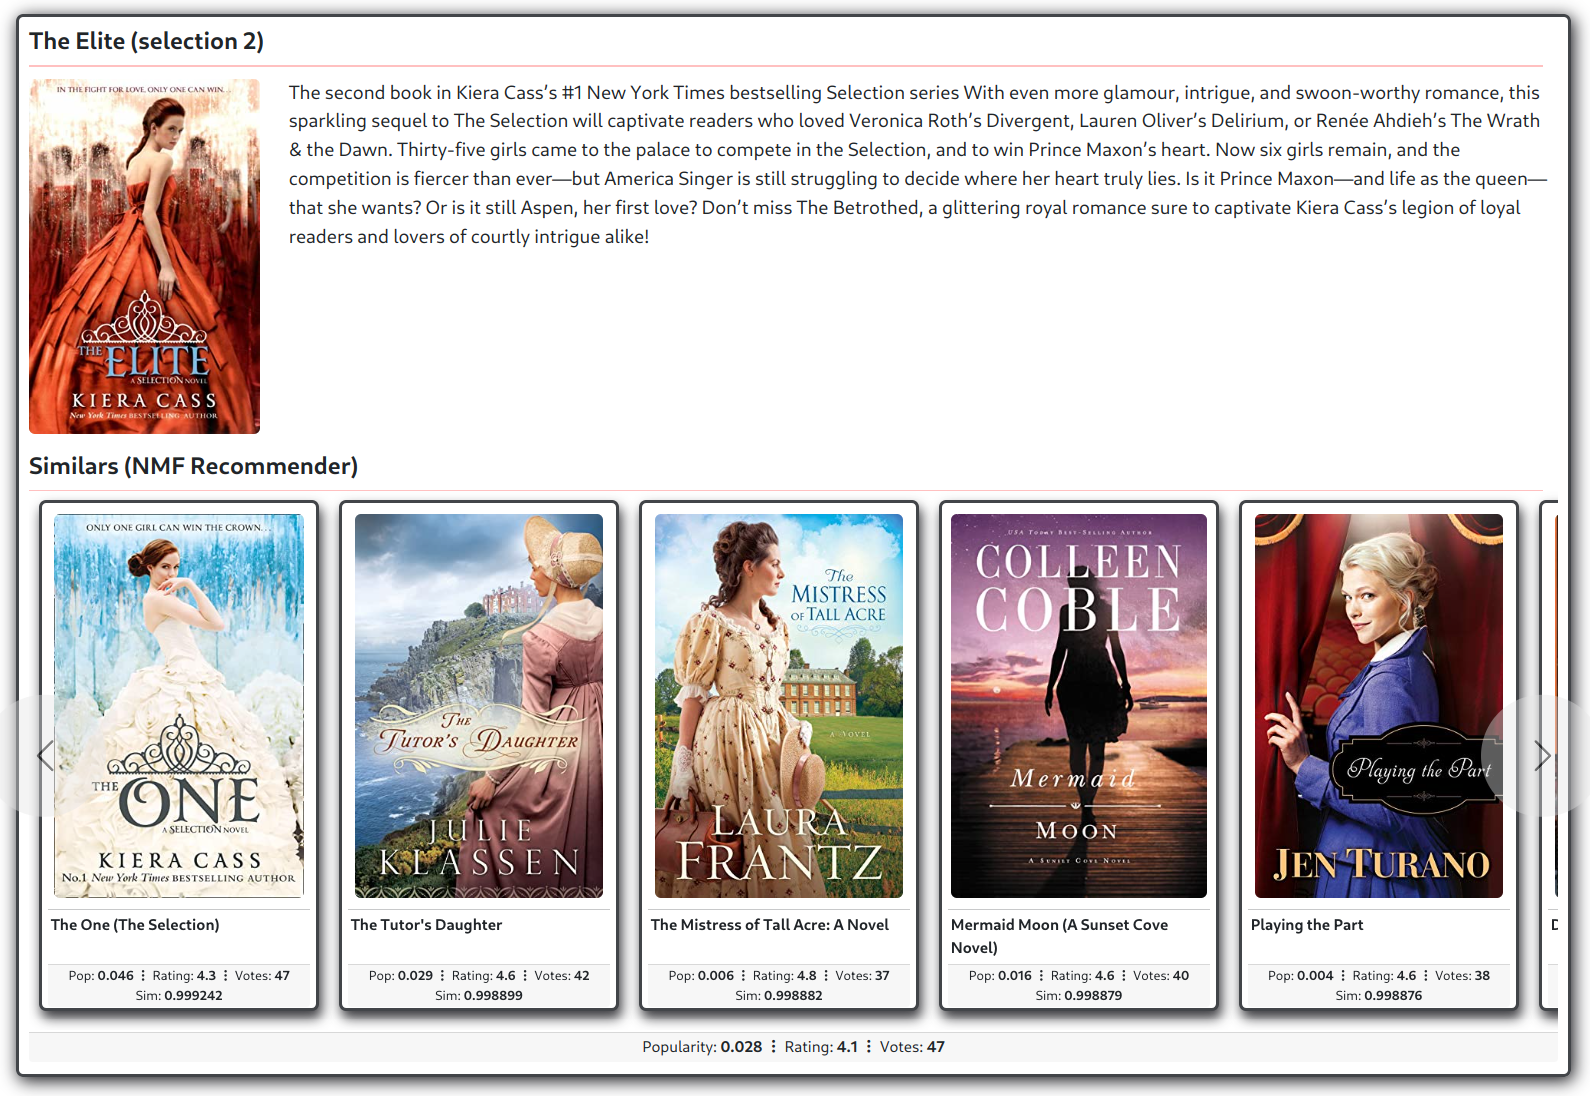 The Elite (selection 2)
IN THE FIGHT FOR LOVE, ONLY ONE CAN WIN...
THE
ELITE
A SELECTION NOVEL
KIERA CASS
New York Times BESTSELLING AUTHOR
The second book in Kiera Cass’s #1 New York Times bestselling Selection series With even more glamour, intrigue, and swoon-worthy romance, this
sparkling sequel to The Selection will captivate readers who loved Veronica Roth’s Divergent, Lauren Oliver’s Delirium, or Renée Ahdieh’s The Wrath
& the Dawn. Thirty-five girls came to the palace to compete in the Selection, and to win Prince Maxon’s heart. Now six girls remain, and the
competition is fiercer than ever—but America Singer is still struggling to decide where her heart truly lies. Is it Prince Maxon—and life as the queen—
that she wants? Or is it still Aspen, her first love? Don’t miss The Betrothed, a glittering royal romance sure to captivate Kiera Cass’s legion of loyal
readers and lovers of courtly intrigue alike!
Similars (NMF Recommender)
ONLY ONE GIRL CAN WIN THE CROWN...
THE
ONE
A SELECTION NOVEL
KIERA CASS
No.1 New York Times BESTSELLING AUTHOR
The One (The Selection)
Pop: 0.046 ⋮ Rating: 4.3 ⋮ Votes: 47
Sim: 0.999242
THE
TUTOR'S DAUGHTER
JULIE
KLASSEN
The Tutor's Daughter
Pop: 0.029 ⋮ Rating: 4.6 ⋮ Votes: 42
Sim: 0.998899
The
MISTRESS
OF TALL ACRE
A NOVEL
LAURA
FRANTZ
The Mistress of Tall Acre: A Novel
Pop: 0.006 ⋮ Rating: 4.8 ⋮ Votes: 37
Sim: 0.998882
USA TODAY BEST-SELLING AUTHOR
COLLEEN
COBLE
Mermaid
MOON
A SUNSET COVE NOVEL
Mermaid Moon (A Sunset Cove
Novel)
Pop: 0.016 ⋮ Rating: 4.6 ⋮ Votes: 40
Sim: 0.998879
Playing the Part
JEN TURANO
Playing the Part
Pop: 0.004 ⋮ Rating: 4.6 ⋮ Votes: 38
Sim: 0.998876
Popularity: 0.028 ⋮ Rating: 4.1 ⋮ Votes: 47